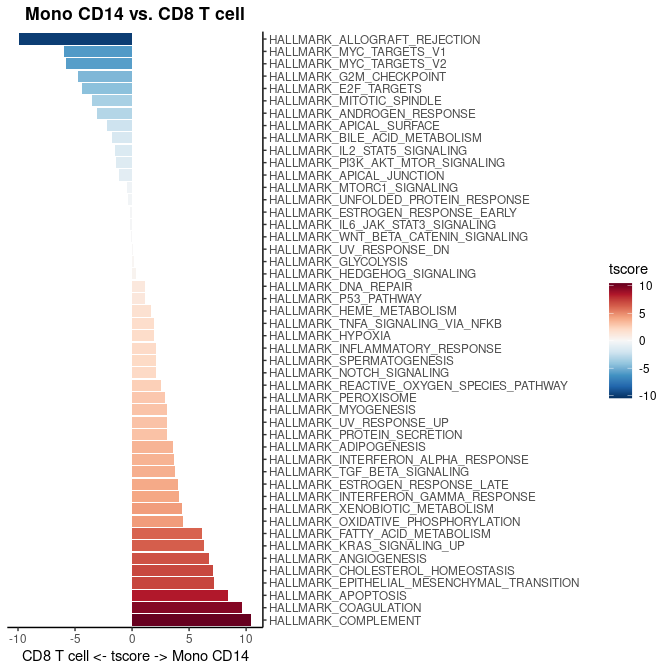 Mono CD14 vs. CD8 T cell
HALLMARK_ALLOGRAFT_REJECTION
HALLMARK_MYC_TARGETS_V1
HALLMARK_MYC_TARGETS_V2
HALLMARK_G2M_CHECKPOINT
HALLMARK_E2F_TARGETS
HALLMARK_MITOTIC_SPINDLE
HALLMARK_ANDROGEN_RESPONSE
HALLMARK_APICAL_SURFACE
HALLMARK_BILE_ACID_METABOLISM
HALLMARK_IL2_STAT5_SIGNALING
HALLMARK_PI3K_AKT_MTOR_SIGNALING
HALLMARK_APICAL_JUNCTION
HALLMARK_MTORC1_SIGNALING
HALLMARK_UNFOLDED_PROTEIN_RESPONSE
HALLMARK_ESTROGEN_RESPONSE_EARLY
HALLMARK_IL6_JAK_STAT3_SIGNALING
HALLMARK_WNT_BETA_CATENIN_SIGNALING
HALLMARK_UV_RESPONSE_DN
HALLMARK_GLYCOLYSIS
HALLMARK_HEDGEHOG_SIGNALING
HALLMARK_DNA_REPAIR
HALLMARK_P53_PATHWAY
HALLMARK_HEME_METABOLISM
HALLMARK_TNFA_SIGNALING_VIA_NFKB
HALLMARK_HYPOXIA
HALLMARK_INFLAMMATORY_RESPONSE
HALLMARK_SPERMATOGENESIS
HALLMARK_NOTCH_SIGNALING
HALLMARK_REACTIVE_OXYGEN_SPECIES_PATHWAY
HALLMARK_PEROXISOME
HALLMARK_MYOGENESIS
HALLMARK_UV_RESPONSE_UP
HALLMARK_PROTEIN_SECRETION
HALLMARK_ADIPOGENESIS
HALLMARK_INTERFERON_ALPHA_RESPONSE
HALLMARK_TGF_BETA_SIGNALING
HALLMARK_ESTROGEN_RESPONSE_LATE
HALLMARK_INTERFERON_GAMMA_RESPONSE
HALLMARK_XENOBIOTIC_METABOLISM
HALLMARK_OXIDATIVE_PHOSPHORYLATION
HALLMARK_FATTY_ACID_METABOLISM
HALLMARK_KRAS_SIGNALING_UP
HALLMARK_ANGIOGENESIS
HALLMARK_CHOLESTEROL_HOMEOSTASIS
HALLMARK_EPITHELIAL_MESENCHYMAL_TRANSITION
HALLMARK_APOPTOSIS
HALLMARK_COAGULATION
HALLMARK_COMPLEMENT
-10 -5 0 5 10
CD8 T cell <- tscore -> Mono CD14
tscore
10
5
0
-5
-10